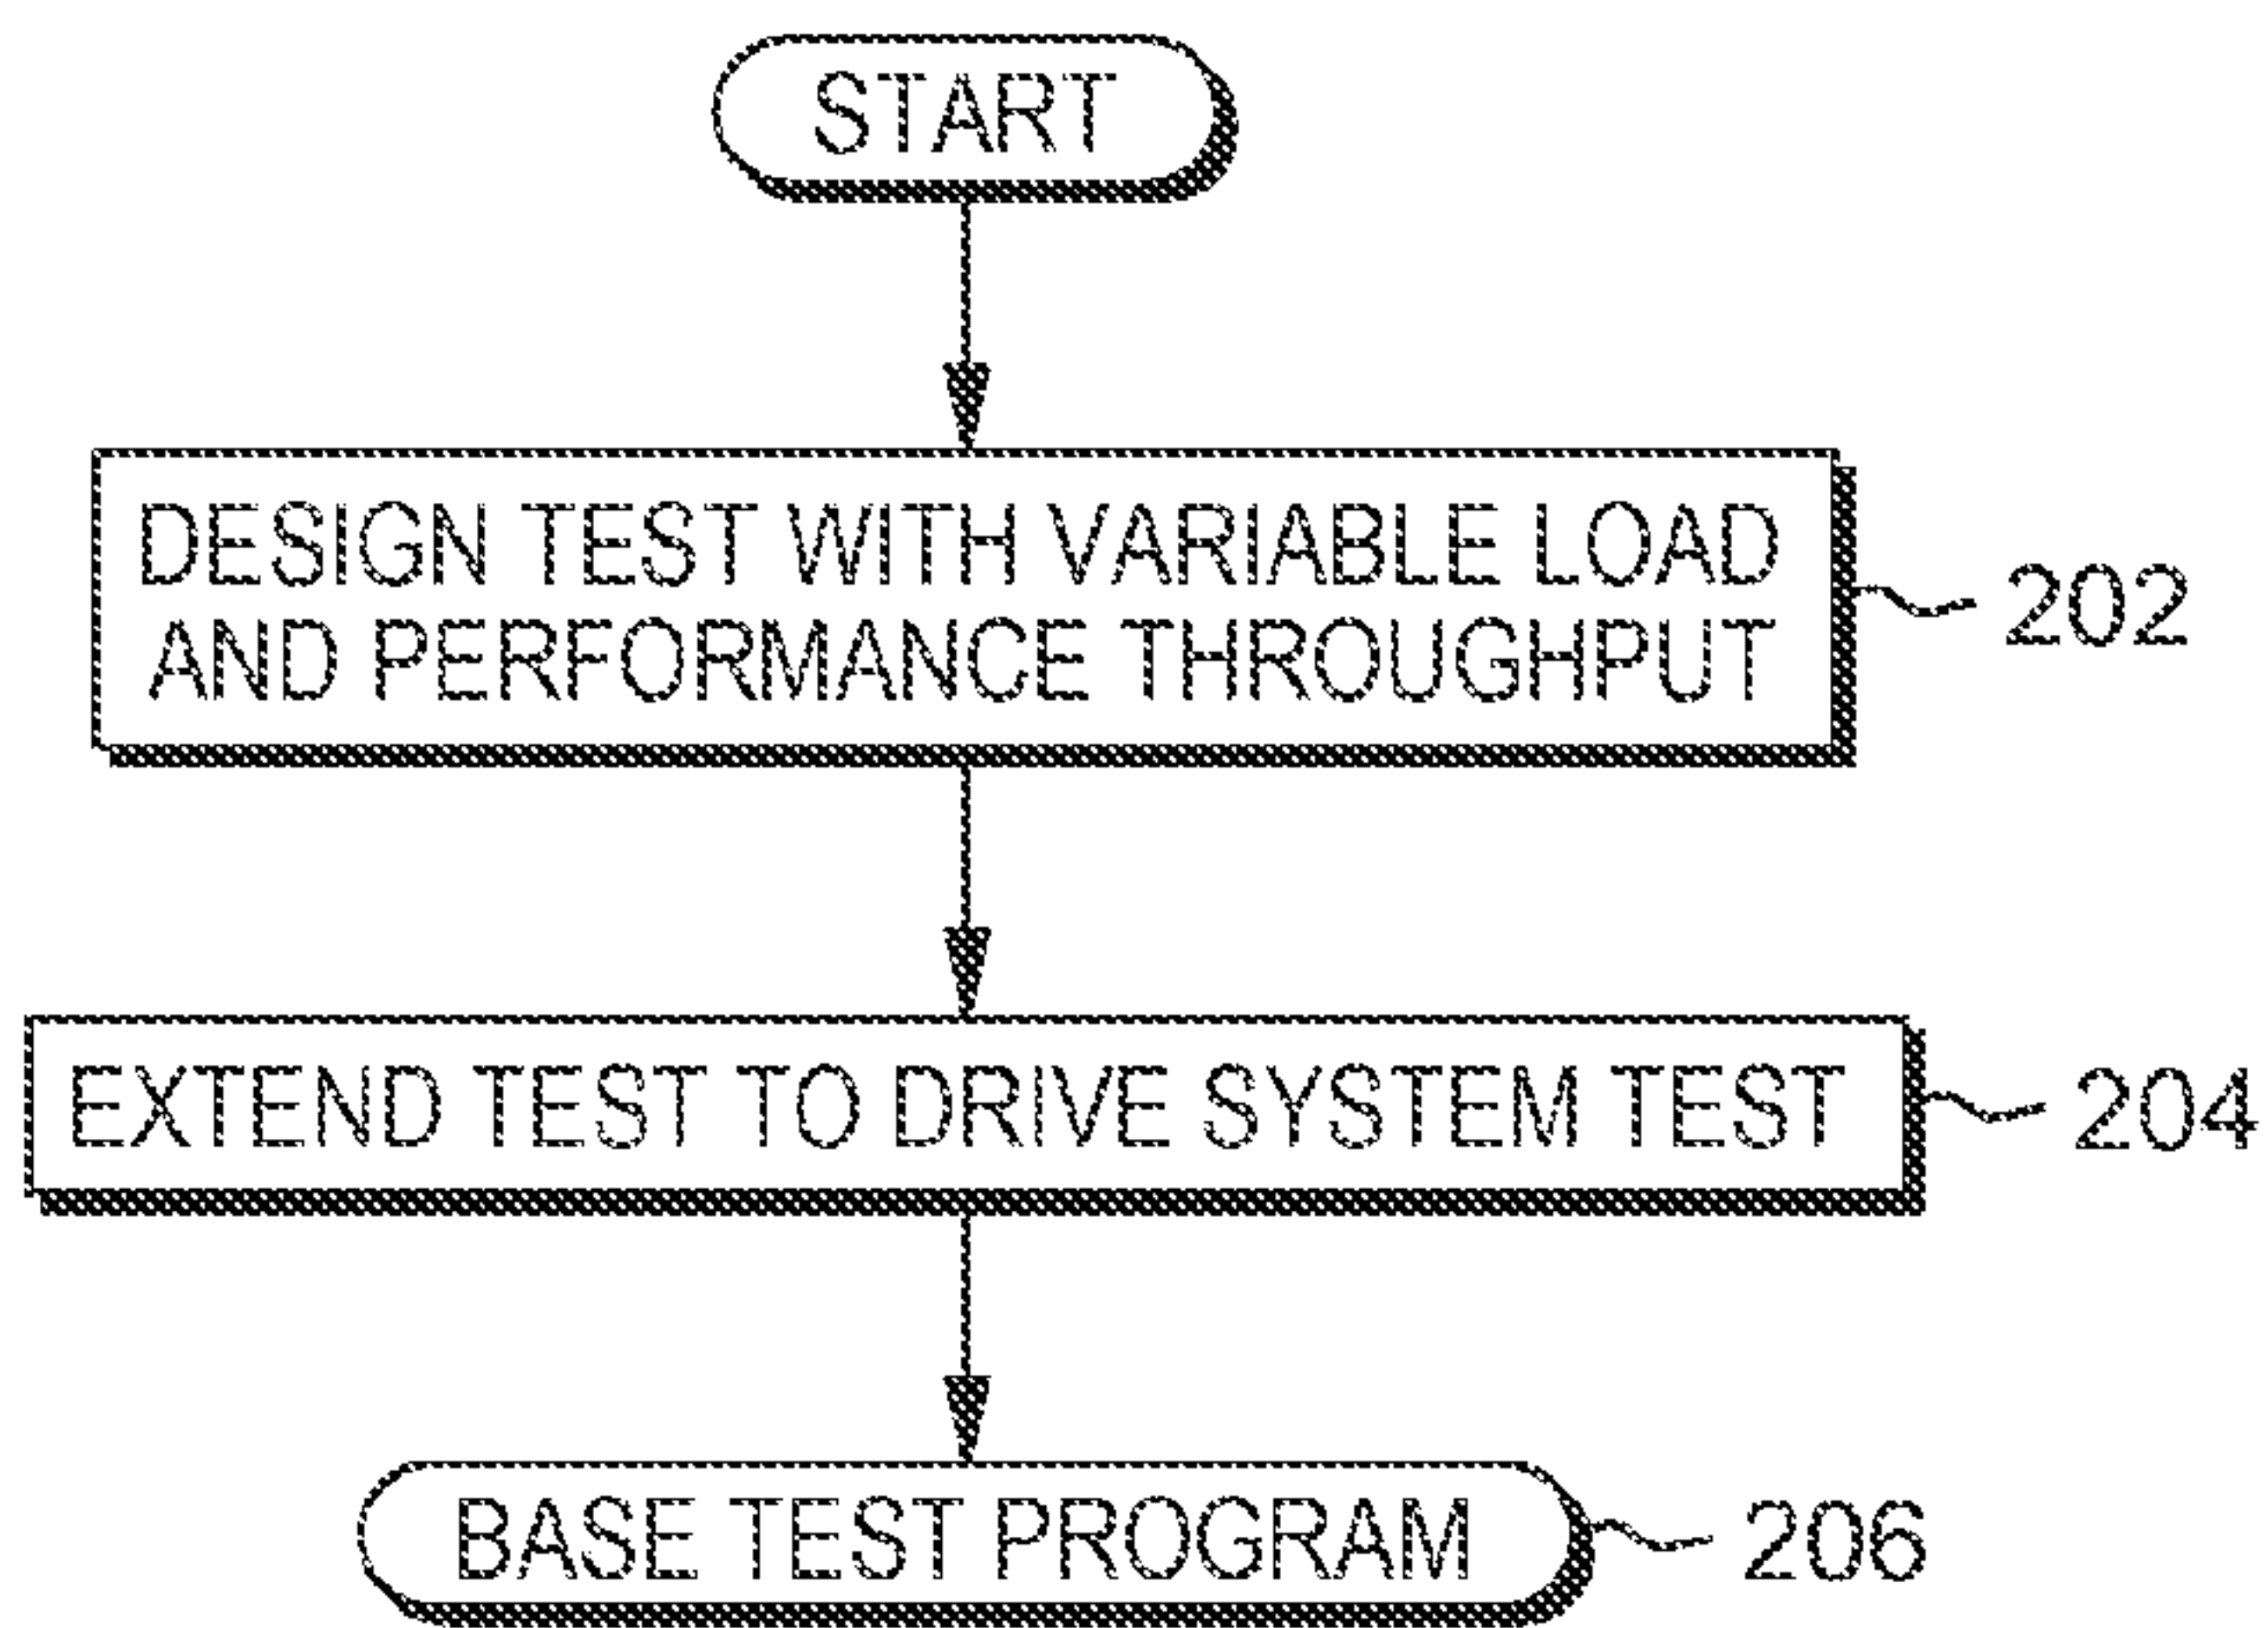 START
DESIGN TEST WITH VARIABLE LOAD
AND PERFORMANCE THROUGHPUT
202
EXTEND TEST TO DRIVE SYSTEM TEST
204
BASE TEST PROGRAM
206